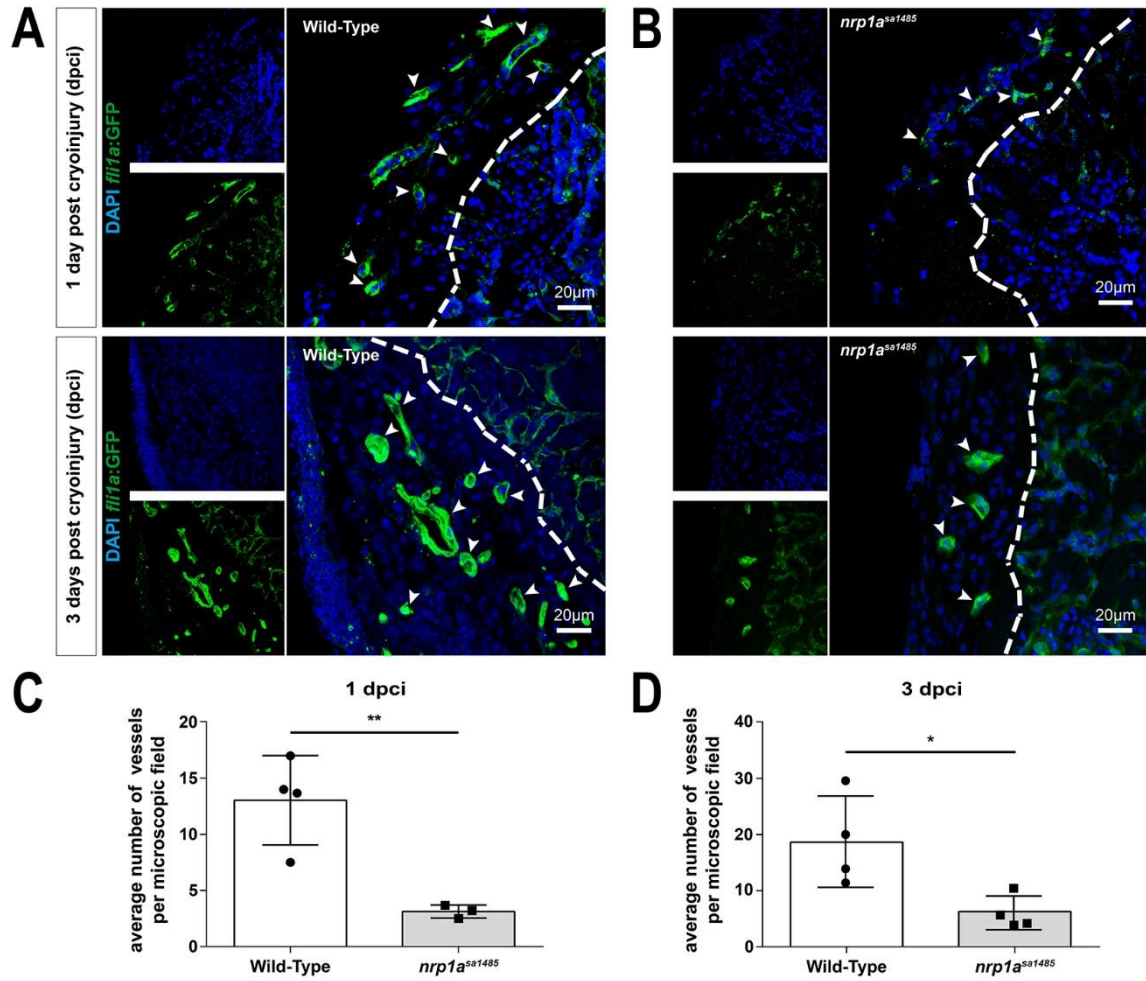 A
1 day post cryoinjury (dpci)
DAPI fli1a:GFP
Wild-Type
20μm
B
nrp1a^sa1485
20μm
3 days post cryoinjury (dpci)
DAPI fli1a:GFP
Wild-Type
20μm
nrp1a^sa1485
20μm
C
1 dpci
**
average number of vessels
per microscopic field
20
15
10
5
0
Wild-Type
nrp1a^sa1485
D
3 dpci
*
average number of vessels
per microscopic field
40
30
20
10
0
Wild-Type
nrp1a^sa1485